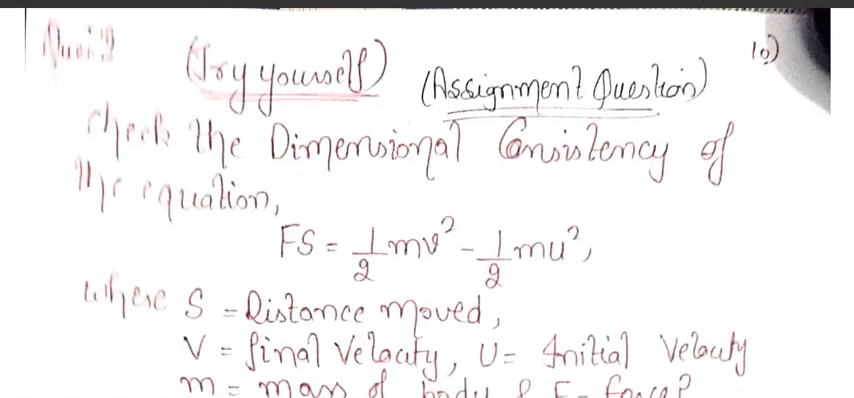 (Try yourself) (Assignment Question) 10)
check the Dimensional Consistency of
the equation,
FS = 1/2 mv² - 1/2 mu²,
where S = Distance moved,
V = final Velocity, U = Initial Velocity
m = mass of body & F = force?